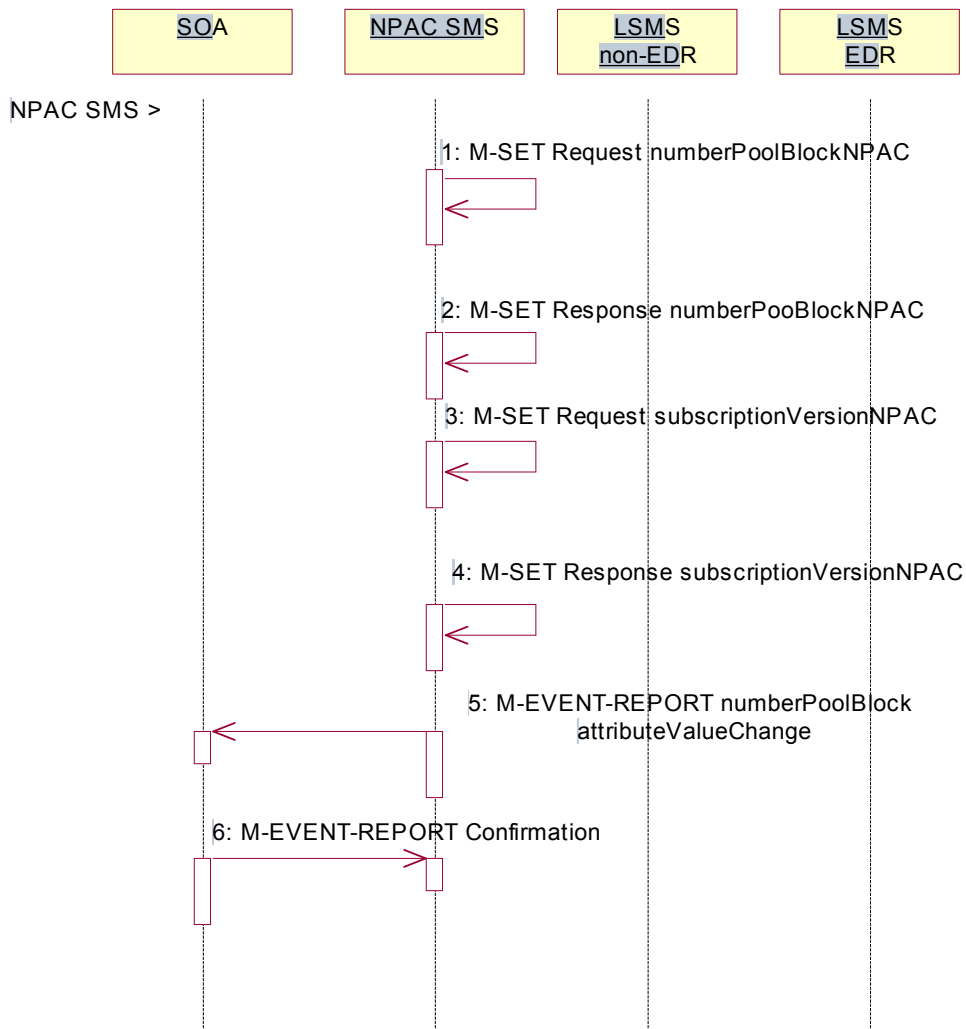 SOA
NPAC SMS
LSMS
non-EDR
LSMS
EDR
NPAC SMS >
1: M-SET Request numberPoolBlockNPAC
2: M-SET Response numberPooBlockNPAC
3: M-SET Request subscriptionVersionNPAC
4: M-SET Response subscriptionVersionNPAC
5: M-EVENT-REPORT numberPoolBlock
attributeValueChange
6: M-EVENT-REPORT Confirmation